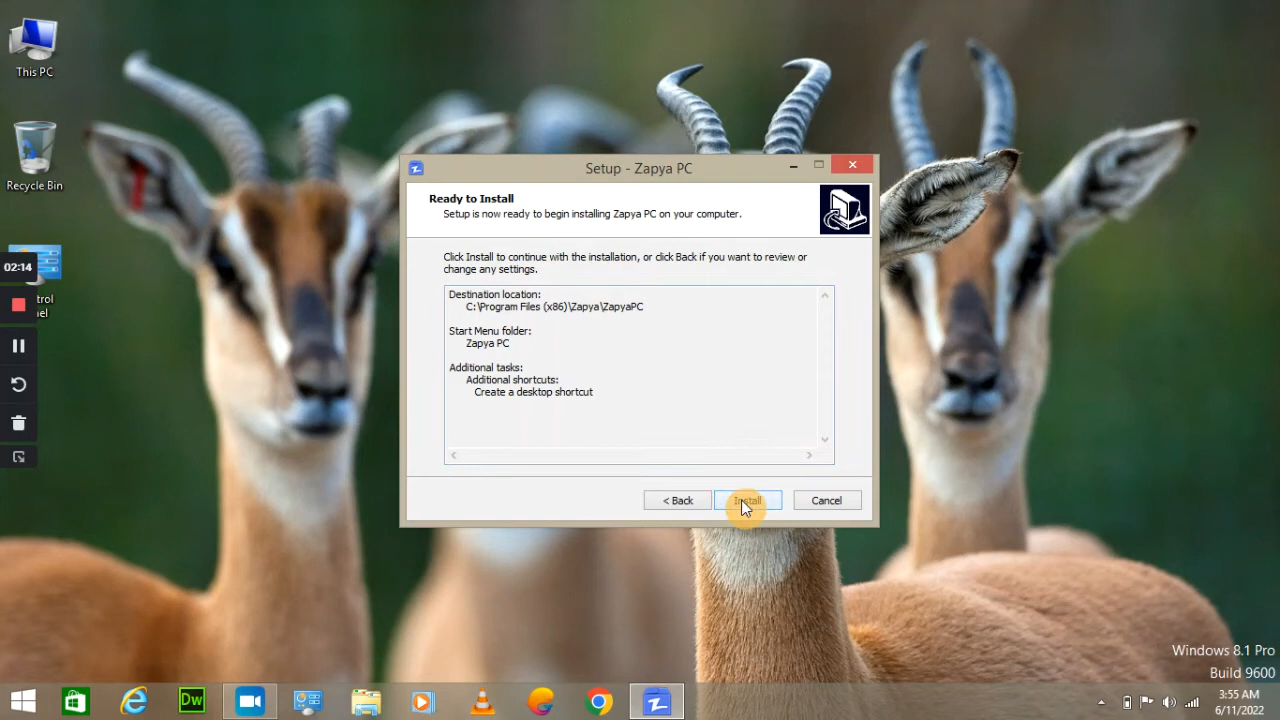 This PC
Recycle Bin
02:14
Setup - Zapya PC
Ready to Install
Setup is now ready to begin installing Zapya PC on your computer.
Click Install to continue with the installation, or click Back if you want to review or
change any settings.
Destination location:
C:\Program Files (x86)\Zapya\ZapyaPC
Start Menu folder:
Zapya PC
Additional tasks:
Additional shortcuts:
Create a desktop shortcut
< Back
Install
Cancel
Windows 8.1 Pro
Build 9600
Dw
3:55 AM
6/11/2022